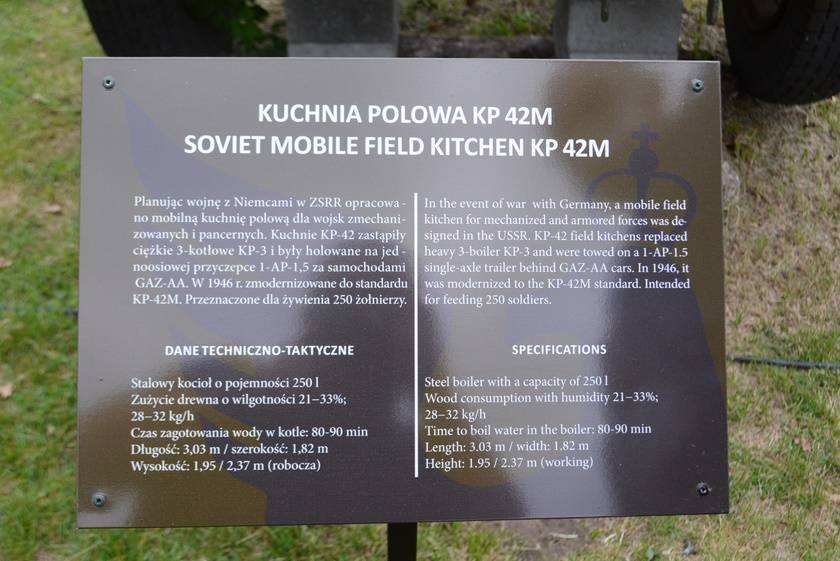 KUCHNIA POLOWA KP 42M
SOVIET MOBILE FIELD KITCHEN KP 42M
Planując wojnę z Niemcami w ZSRR opracowa-
no mobilną kuchnię polową dla wojsk zmechani-
zowanych i pancernych. Kuchnie KP-42 zastąpiły
ciężkie 3-kotłowe KP-3 i były holowane na jed-
noosiowej przyczepce 1-AP-1,5 za samochodami
GAZ-AA. W 1946 r. zmodernizowane do standardu
KP-42M. Przeznaczone dla żywienia 250 żołnierzy.
DANE TECHNICZNO-TAKTYCZNE
Stalowy kocioł o pojemności 250 l
Zużycie drewna o wilgotności 21–33%;
28–32 kg/h
Czas zagotowania wody w kotle: 80-90 min
Długość: 3,03 m / szerokość: 1,82 m
Wysokość: 1,95 / 2,37 m (robocza)
In the event of war with Germany, a mobile field
kitchen for mechanized and armored forces was de-
signed in the USSR. KP-42 field kitchens replaced
heavy 3-boiler KP-3 and were towed on a 1-AP-1.5
single-axle trailer behind GAZ-AA cars. In 1946, it
was modernized to the KP-42M standard. Intended
for feeding 250 soldiers.
SPECIFICATIONS
Steel boiler with a capacity of 250 l
Wood consumption with humidity 21–33%;
28–32 kg/h
Time to boil water in the boiler: 80-90 min
Length: 3.03 m / width: 1.82 m
Height: 1.95 / 2.37 m (working)